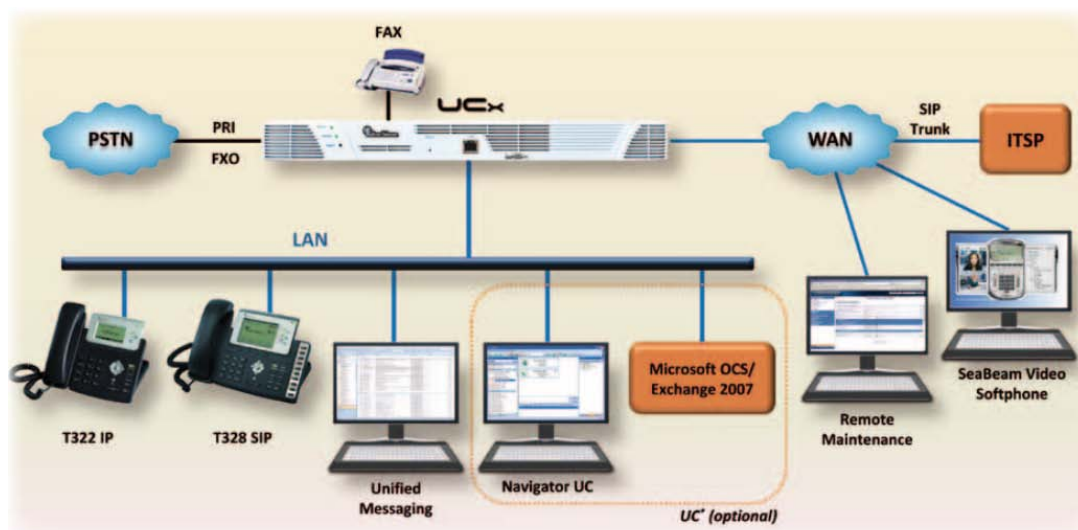 FAX
UCx
PSTN
PRI
FXO
WAN
SIP
Trunk
ITSP
LAN
T322 IP
T328 SIP
Unified
Messaging
Navigator UC
Microsoft OCS/
Exchange 2007
UC+ (optional)
Remote
Maintenance
SeaBeam Video
Softphone